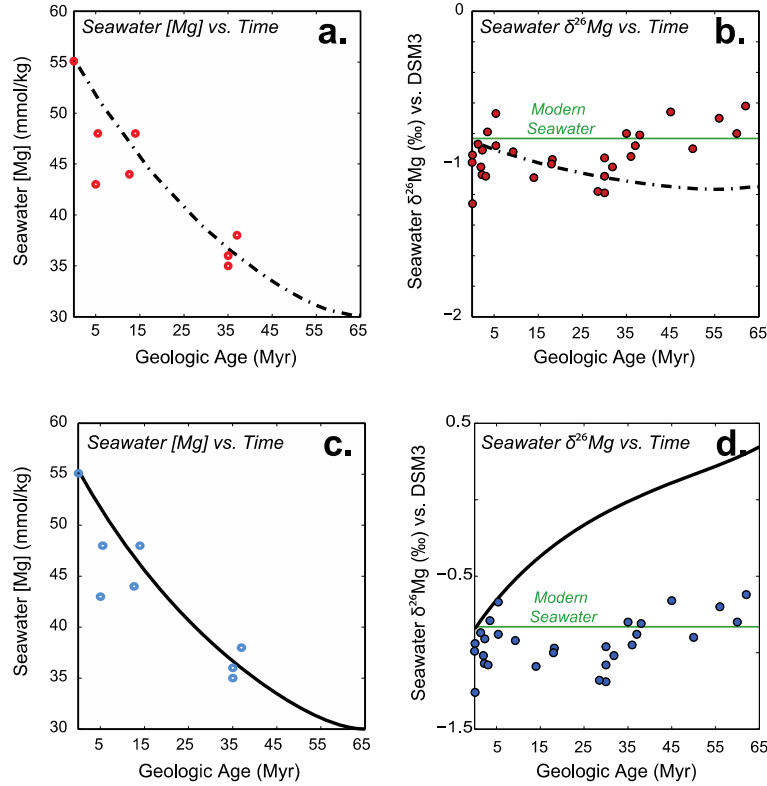 Seawater [Mg] vs. Time
a.
60
55
50
45
40
35
30
5
15
25
35
45
55
65
Seawater [Mg] (mmol/kg)
Geologic Age (Myr)
Seawater δ²⁶Mg vs. Time
b.
0
−1
−2
Modern
Seawater
5
15
25
35
45
55
65
Seawater δ²⁶Mg (‰) vs. DSM3
Geologic Age (Myr)
Seawater [Mg] vs. Time
c.
60
55
50
45
40
35
30
5
15
25
35
45
55
65
Seawater [Mg] (mmol/kg)
Geologic Age (Myr)
Seawater δ²⁶Mg vs. Time
d.
0.5
−0.5
−1.5
Modern
Seawater
5
15
25
35
45
55
65
Seawater δ²⁶Mg (‰) vs. DSM3
Geologic Age (Myr)